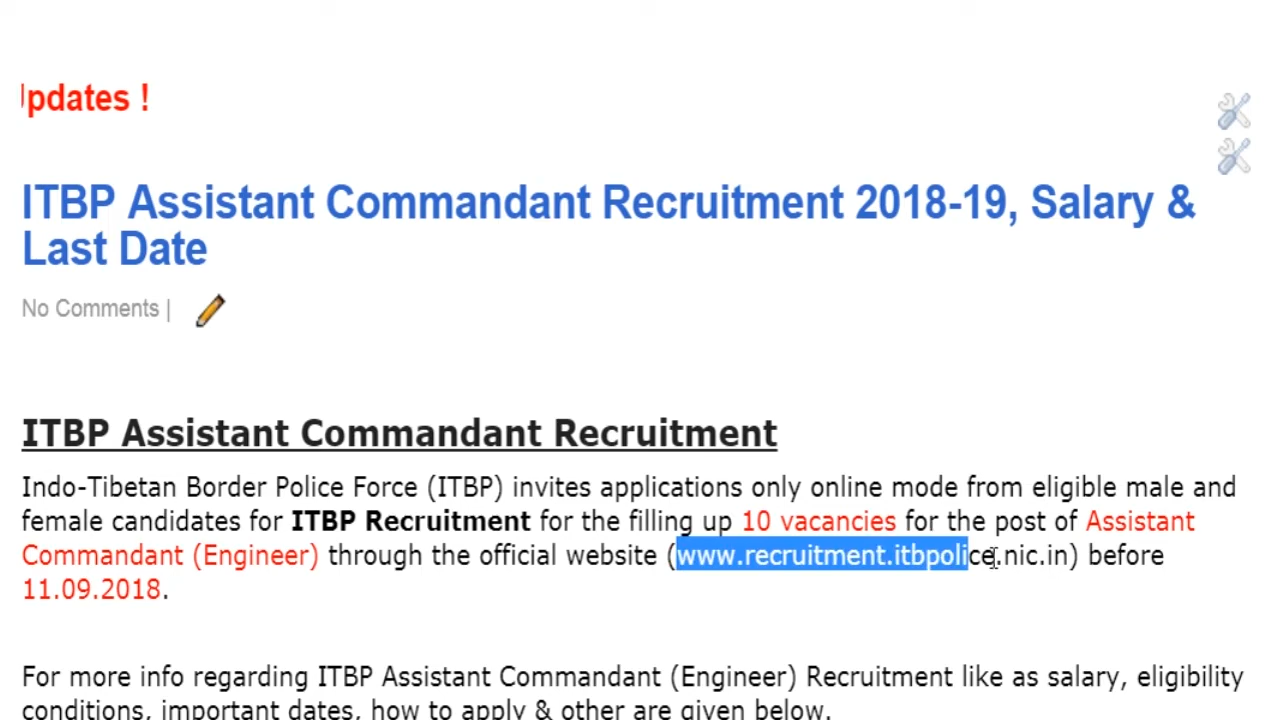 Updates !
ITBP Assistant Commandant Recruitment 2018-19, Salary &
Last Date
No Comments |
ITBP Assistant Commandant Recruitment
Indo-Tibetan Border Police Force (ITBP) invites applications only online mode from eligible male and
female candidates for ITBP Recruitment for the filling up 10 vacancies for the post of Assistant
Commandant (Engineer) through the official website (www.recruitment.itbpolice.nic.in) before
11.09.2018.
For more info regarding ITBP Assistant Commandant (Engineer) Recruitment like as salary, eligibility
conditions, important dates, how to apply & other are given below.